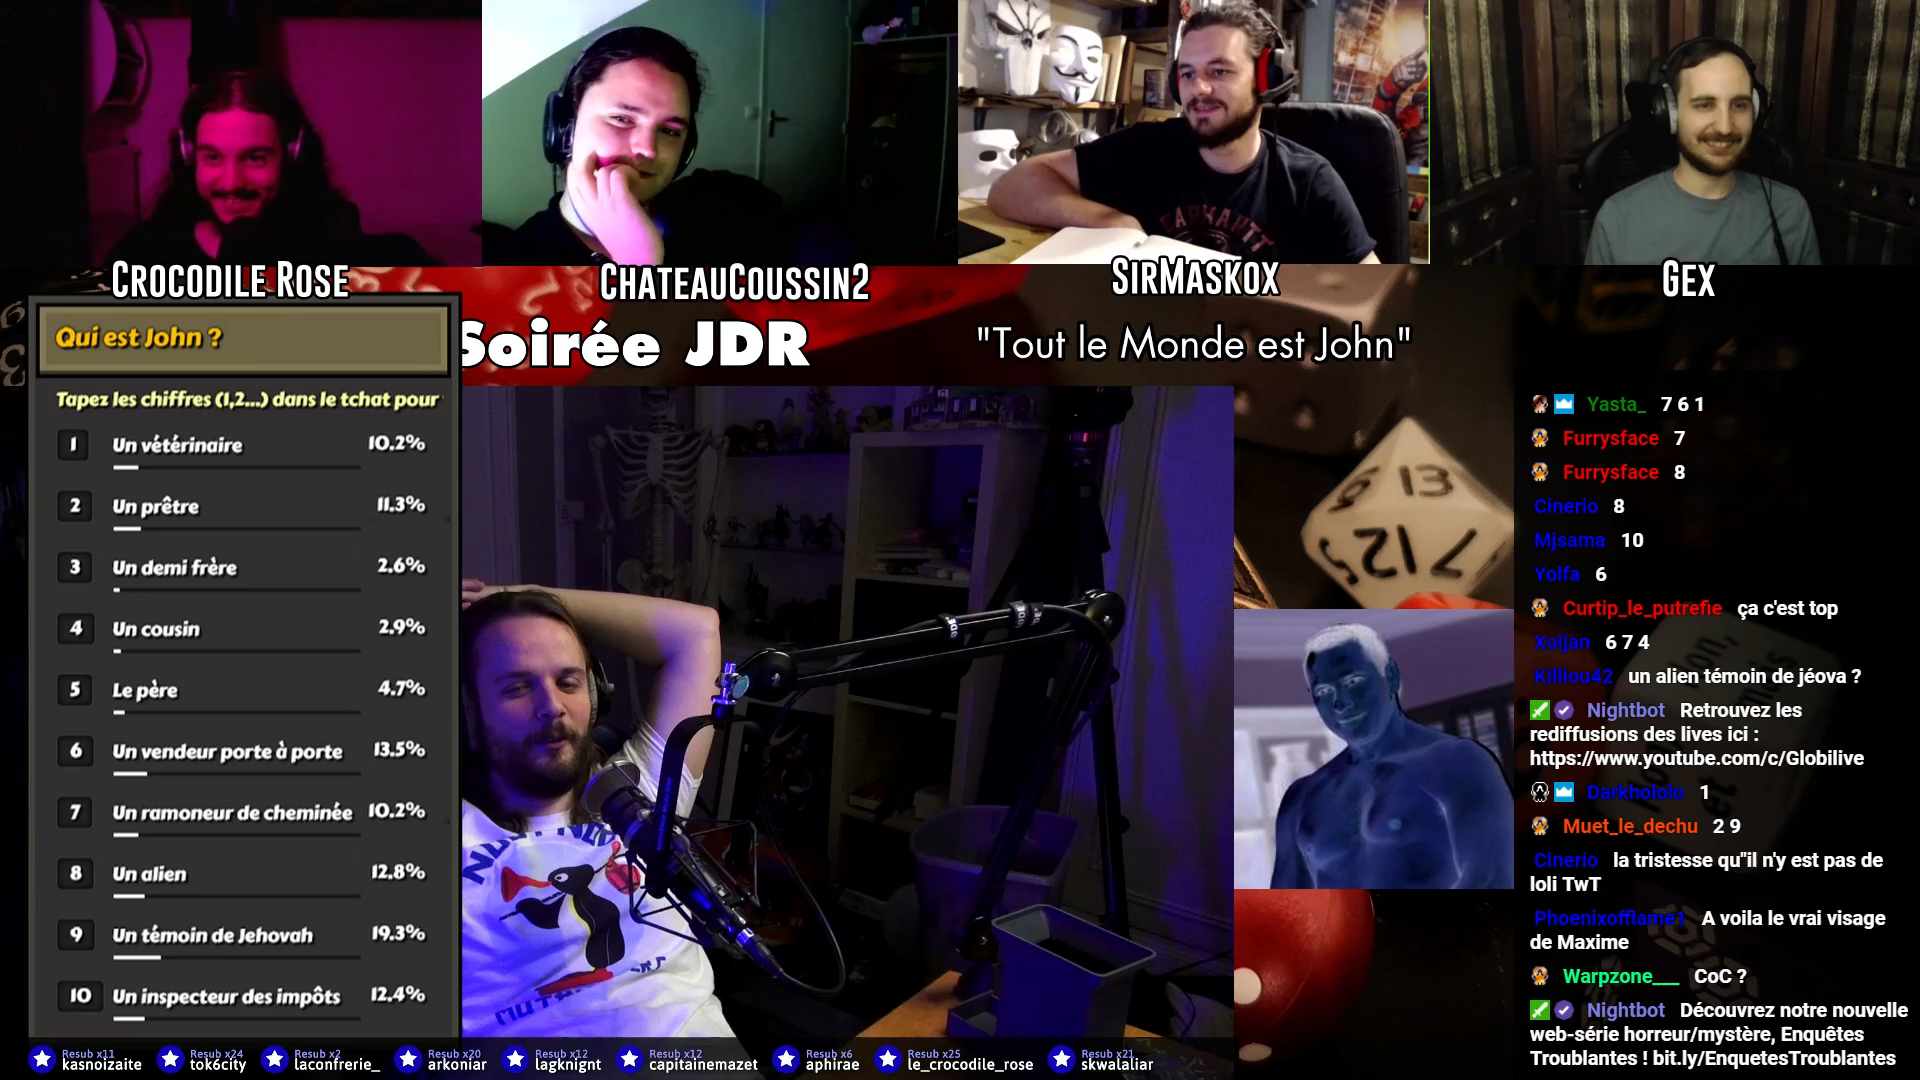 CROCODILE ROSE
CHATEAUCOUSSIN2
SIRMASKOX
GEX
Soirée JDR
"Tout le Monde est John"
Qui est John ?
Tapez les chiffres (1,2...) dans le tchat pour
1 Un vétérinaire 10.2%
2 Un prêtre 11.3%
3 Un demi frère 2.6%
4 Un cousin 2.9%
5 Le père 4.7%
6 Un vendeur porte à porte 13.5%
7 Un ramoneur de cheminée 10.2%
8 Un alien 12.8%
9 Un témoin de Jehovah 19.3%
10 Un inspecteur des impôts 12.4%
Yasta_ 7 6 1
Furrysface 7
Furrysface 8
Cinerio 8
Mjsama 10
Yolfa 6
Curtip_le_putrefie ça c'est top
Xoljan 6 7 4
Killiou42 un alien témoin de jéova ?
Nightbot Retrouvez les
rediffusions des lives ici :
https://www.youtube.com/c/Globilive
Darkhololo 1
Muet_le_dechu 2 9
Cinerio la tristesse qu"il n'y est pas de
loli TwT
Phoenixofflame1 A voila le vrai visage
de Maxime
Warpzone___ CoC ?
Nightbot Découvrez notre nouvelle
web-série horreur/mystère, Enquêtes
Troublantes ! bit.ly/EnquetesTroublantes
Resub x11 Resub x24 Resub x2 Resub x20 Resub x12 Resub x12 Resub x6 Resub x25 Resub x21
kasnoizaite tok6city laconfrerie_ arkoniar lagknignt capitainemazet aphirae le_crocodile_rose skwalaliar
6 13
7 12 5